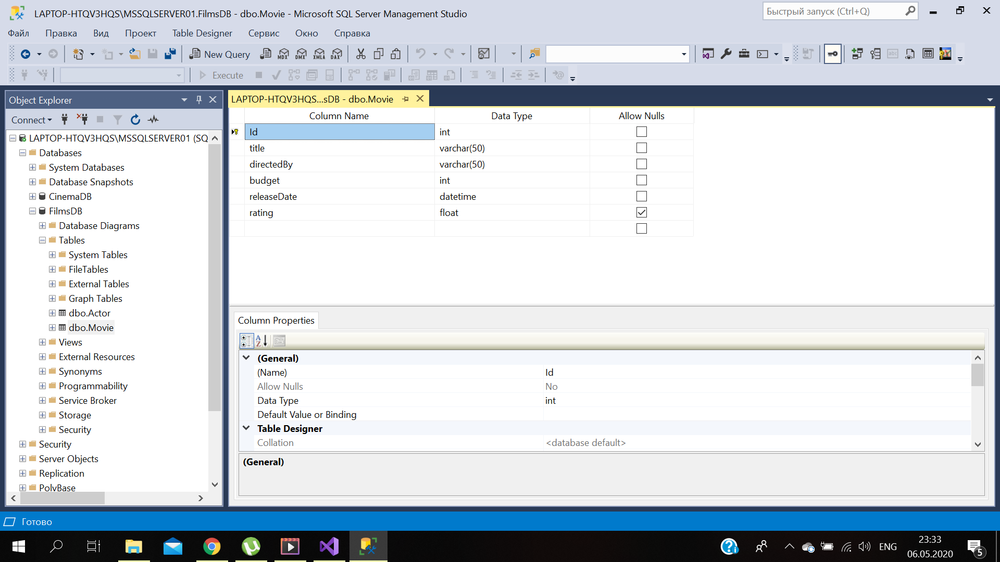 LAPTOP-HTQV3HQS\MSSQLSERVER01.FilmsDB - dbo.Movie - Microsoft SQL Server Management Studio
Быстрый запуск (Ctrl+Q)
Файл Правка Вид Проект Table Designer Сервис Окно Справка
New Query MDX DMX XMLA DAX
Execute
Object Explorer
Connect
LAPTOP-HTQV3HQS\MSSQLSERVER01 (SQ
Databases
System Databases
Database Snapshots
CinemaDB
FilmsDB
Database Diagrams
Tables
System Tables
FileTables
External Tables
Graph Tables
dbo.Actor
dbo.Movie
Views
External Resources
Synonyms
Programmability
Service Broker
Storage
Security
Security
Server Objects
Replication
PolyBase
LAPTOP-HTQV3HQS...sDB - dbo.Movie
Column Name Data Type Allow Nulls
Id int
title varchar(50)
directedBy varchar(50)
budget int
releaseDate datetime
rating float
Column Properties
(General)
(Name) Id
Allow Nulls No
Data Type int
Default Value or Binding
Table Designer
Collation <database default>
(General)
Готово
ENG
23:33
06.05.2020
5